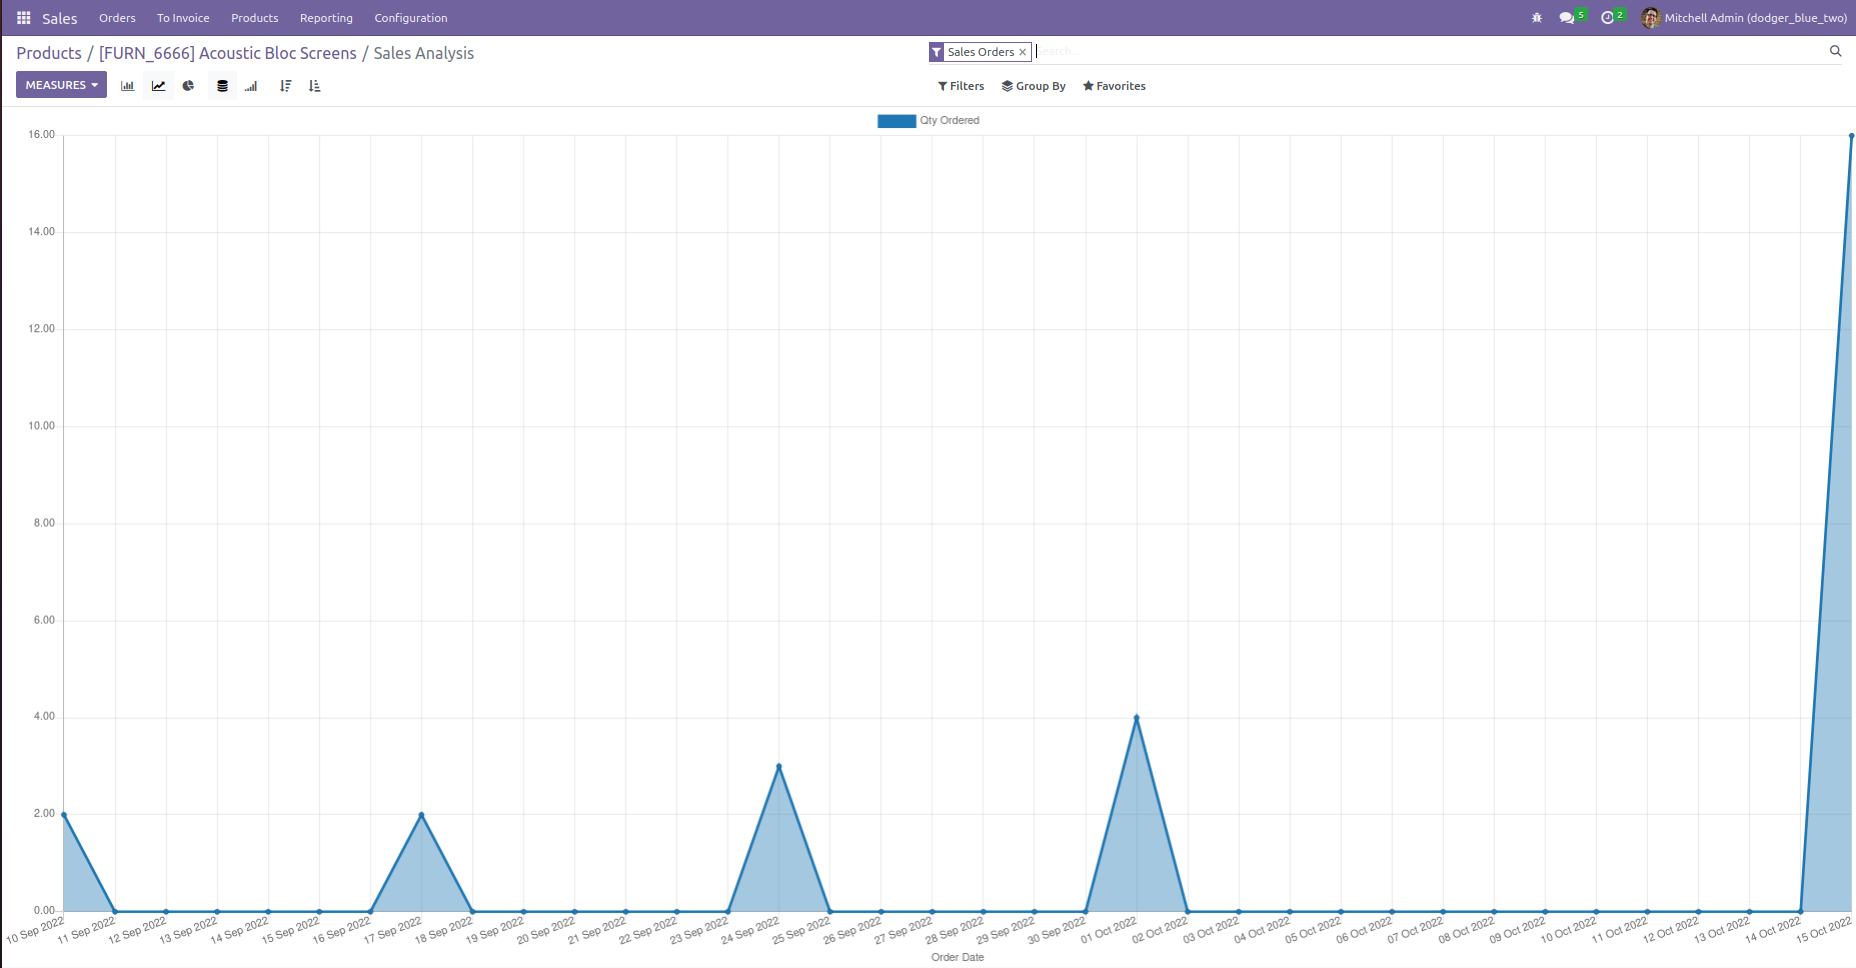 Sales Orders To Invoice Products Reporting Configuration 5 2 Mitchell Admin (dodger_blue_two)
Products / [FURN_6666] Acoustic Bloc Screens / Sales Analysis
Sales Orders × Search...
MEASURES
Filters Group By Favorites
Qty Ordered
16.00
14.00
12.00
10.00
8.00
6.00
4.00
2.00
0.00
10 Sep 2022
11 Sep 2022
12 Sep 2022
13 Sep 2022
14 Sep 2022
15 Sep 2022
16 Sep 2022
17 Sep 2022
18 Sep 2022
19 Sep 2022
20 Sep 2022
21 Sep 2022
22 Sep 2022
23 Sep 2022
24 Sep 2022
25 Sep 2022
26 Sep 2022
27 Sep 2022
28 Sep 2022
29 Sep 2022
30 Sep 2022
01 Oct 2022
02 Oct 2022
03 Oct 2022
04 Oct 2022
05 Oct 2022
06 Oct 2022
07 Oct 2022
08 Oct 2022
09 Oct 2022
10 Oct 2022
11 Oct 2022
12 Oct 2022
13 Oct 2022
14 Oct 2022
15 Oct 2022
Order Date